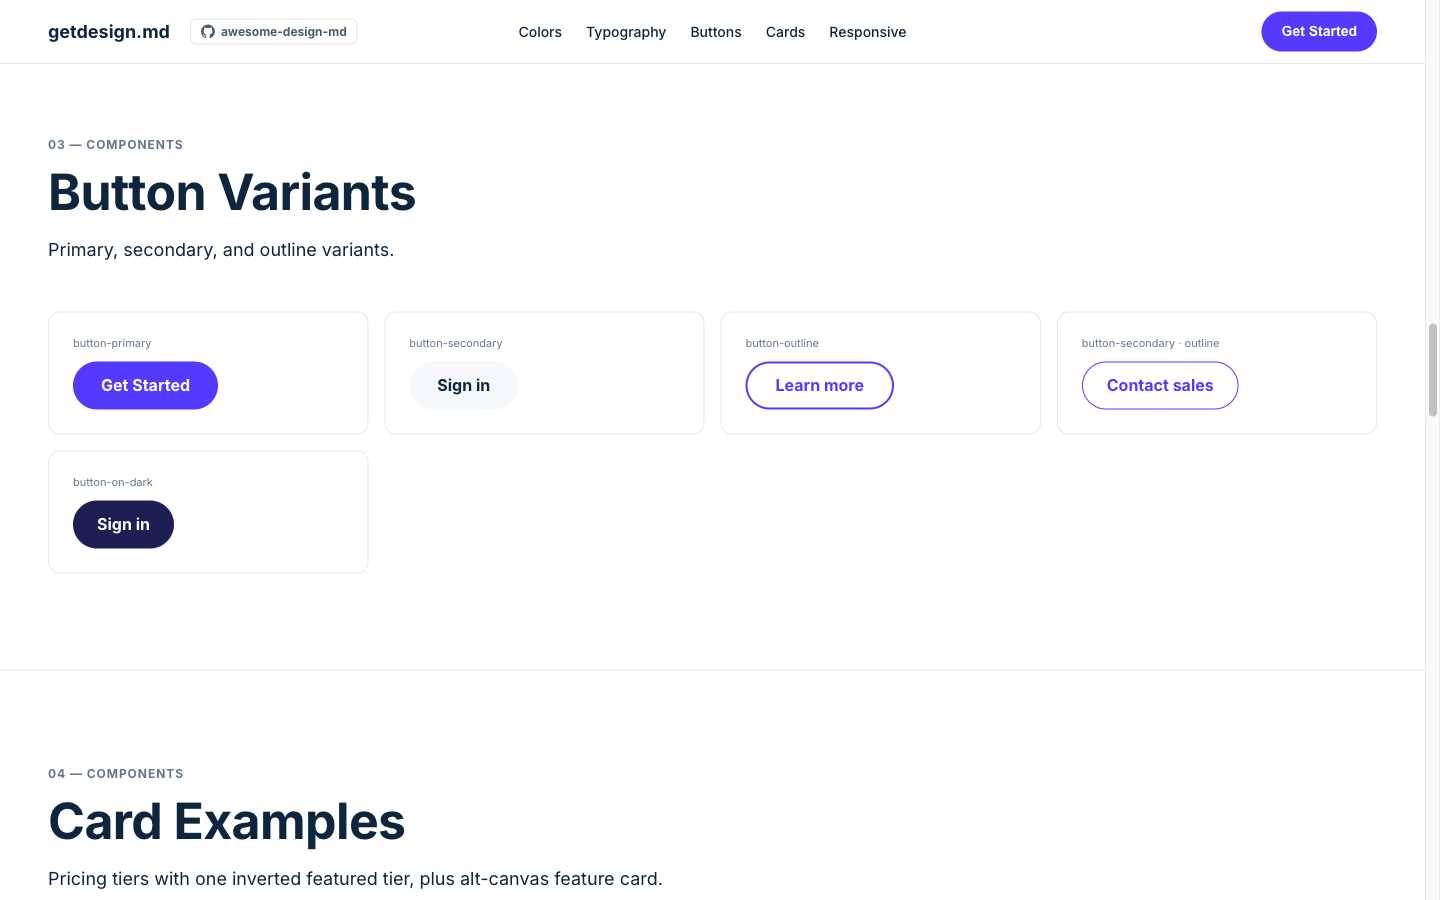 getdesign.md
awesome-design-md
Colors
Typography
Buttons
Cards
Responsive
Get Started
03 — COMPONENTS
Button Variants
Primary, secondary, and outline variants.
button-primary
Get Started
button-secondary
Sign in
button-outline
Learn more
button-secondary · outline
Contact sales
button-on-dark
Sign in
04 — COMPONENTS
Card Examples
Pricing tiers with one inverted featured tier, plus alt-canvas feature card.